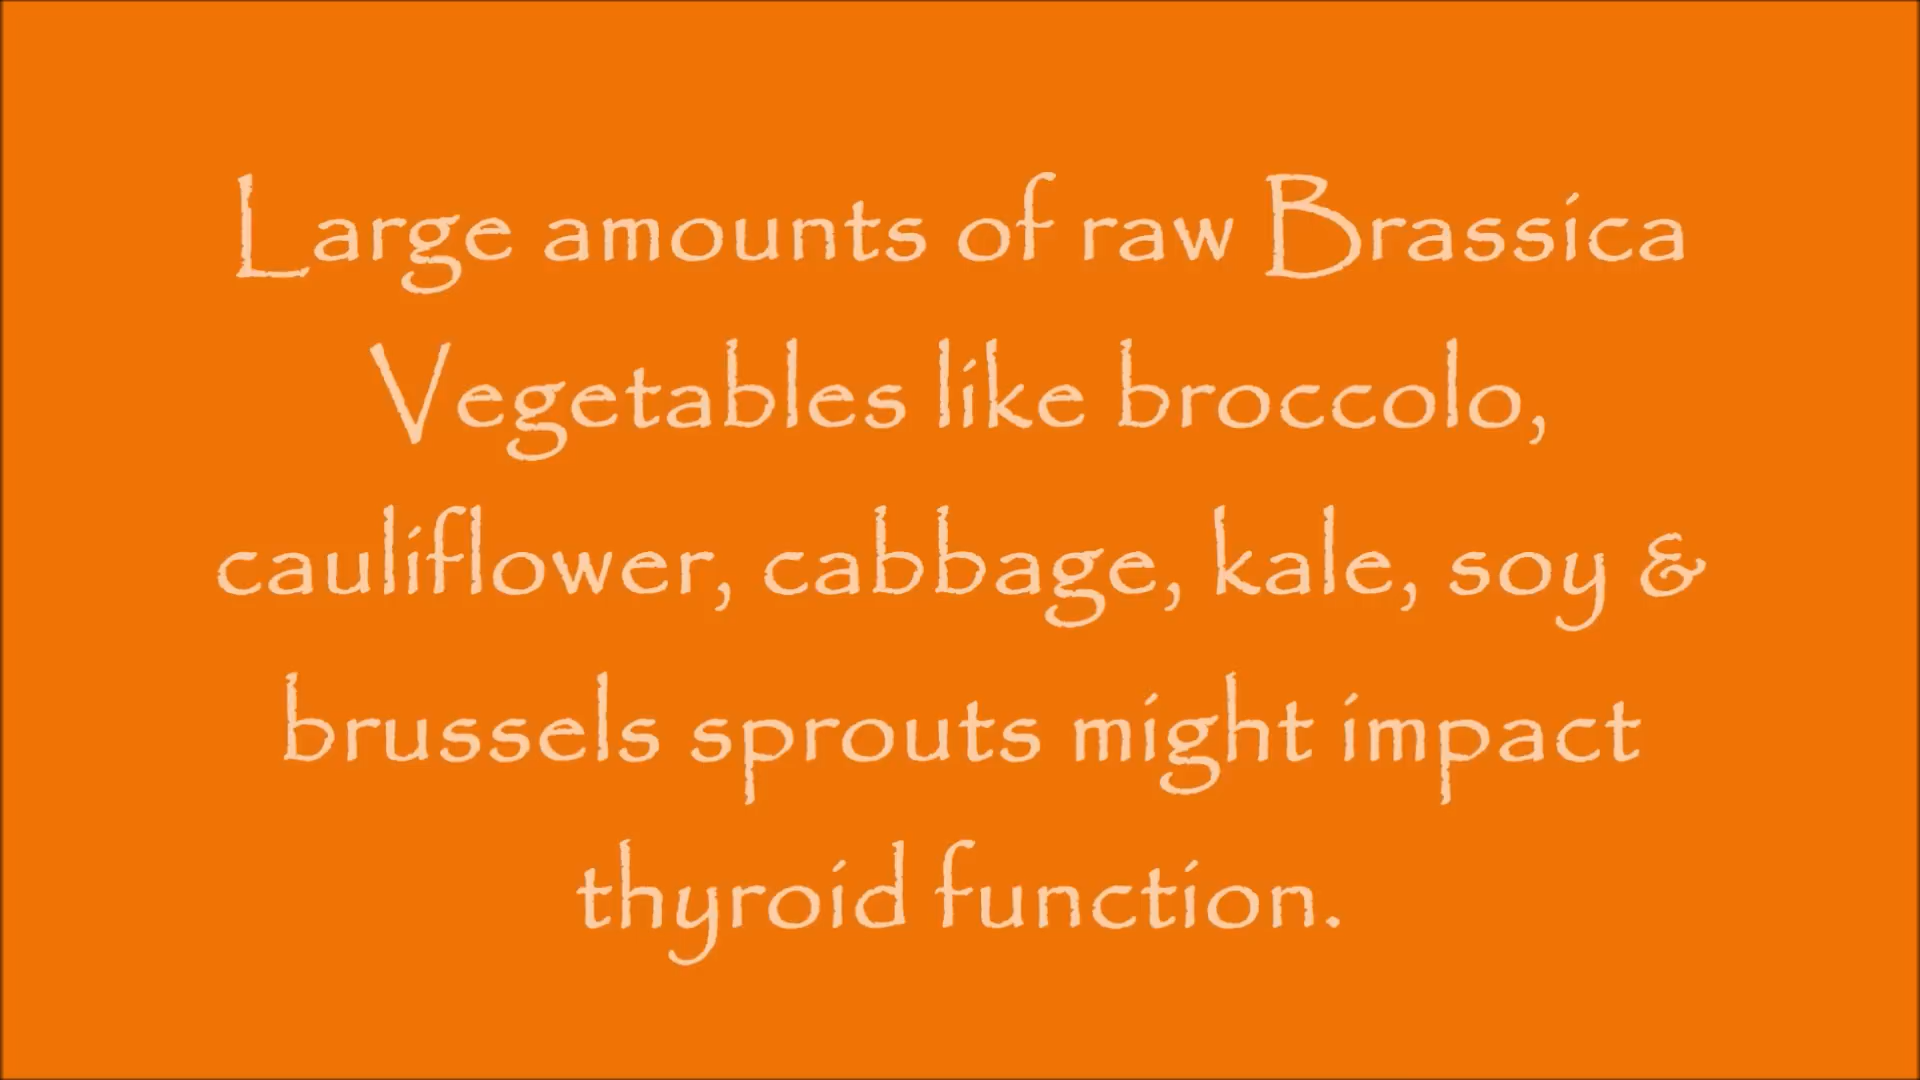 Large amounts of raw Brassica
Vegetables like broccolo,
cauliflower, cabbage, kale, soy &
brussels sprouts might impact
thyroid function.